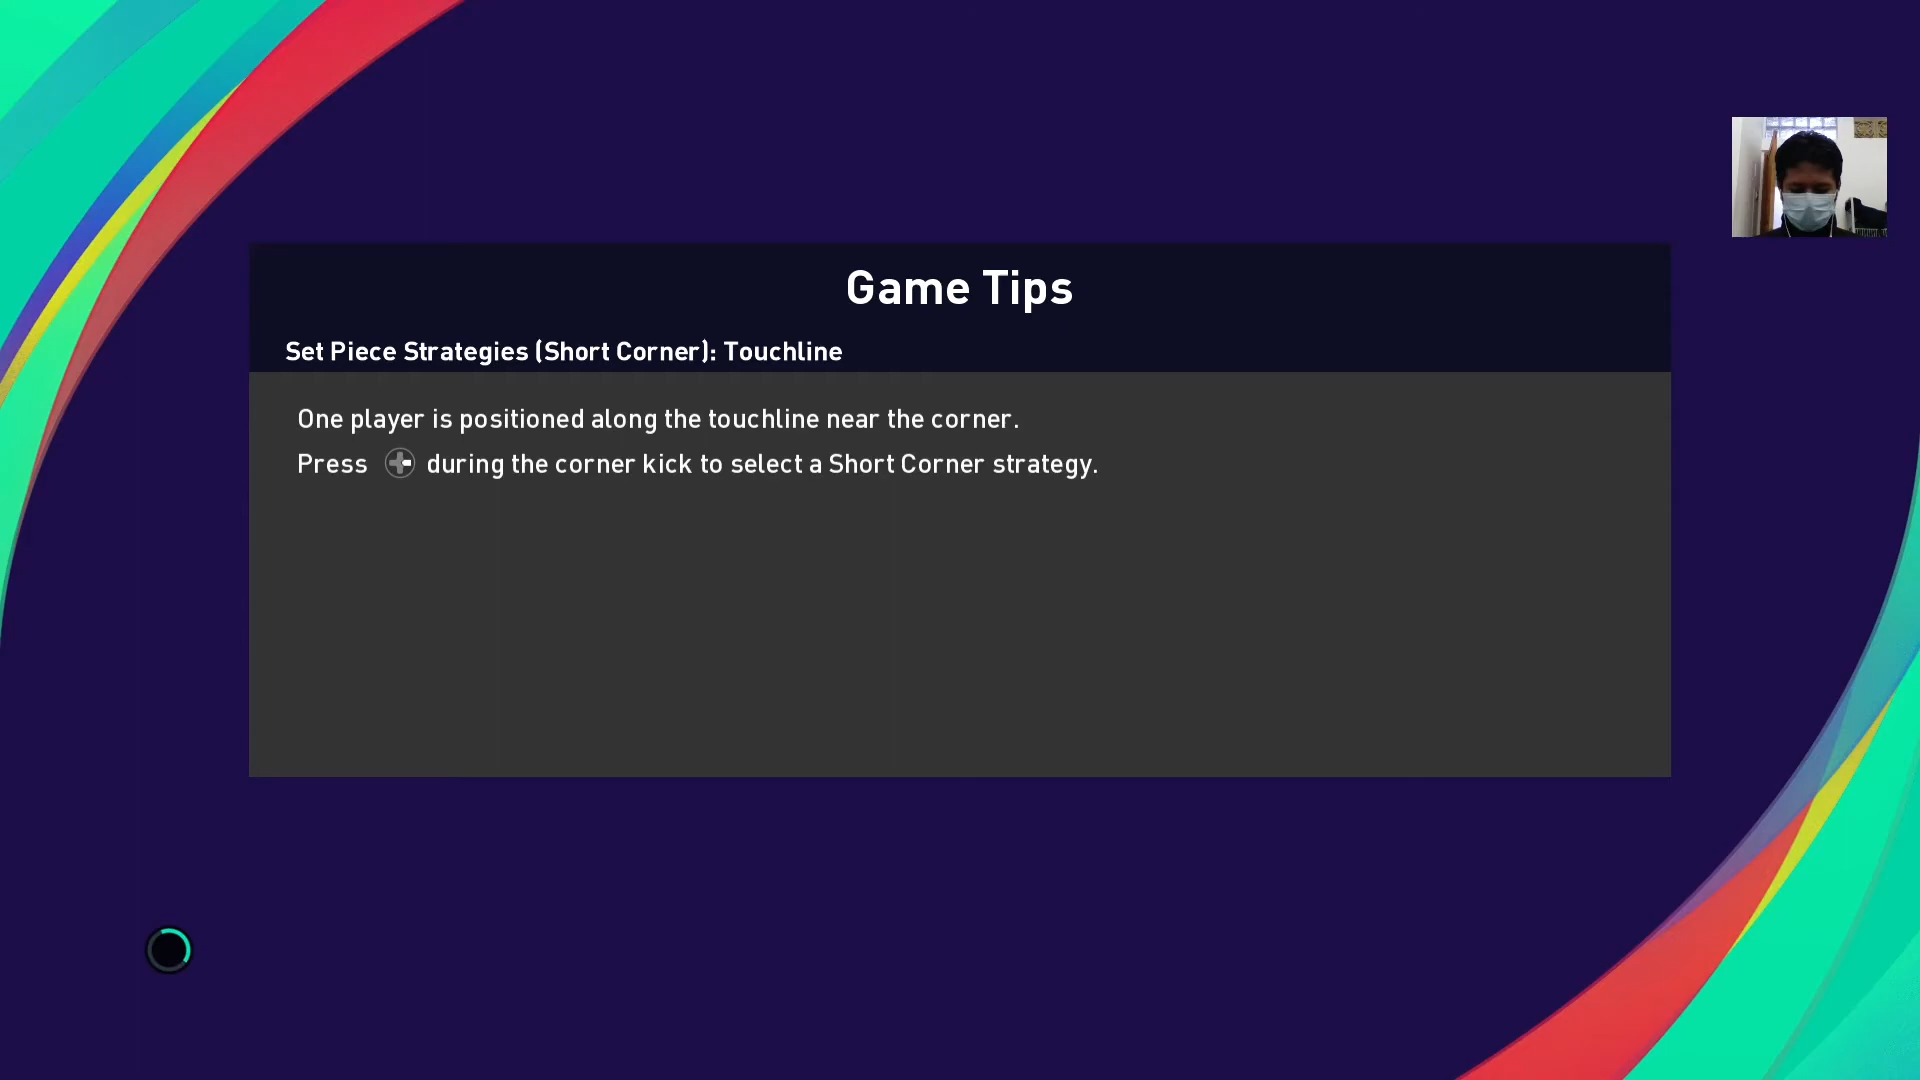 Game Tips
Set Piece Strategies (Short Corner): Touchline
One player is positioned along the touchline near the corner.
Press during the corner kick to select a Short Corner strategy.